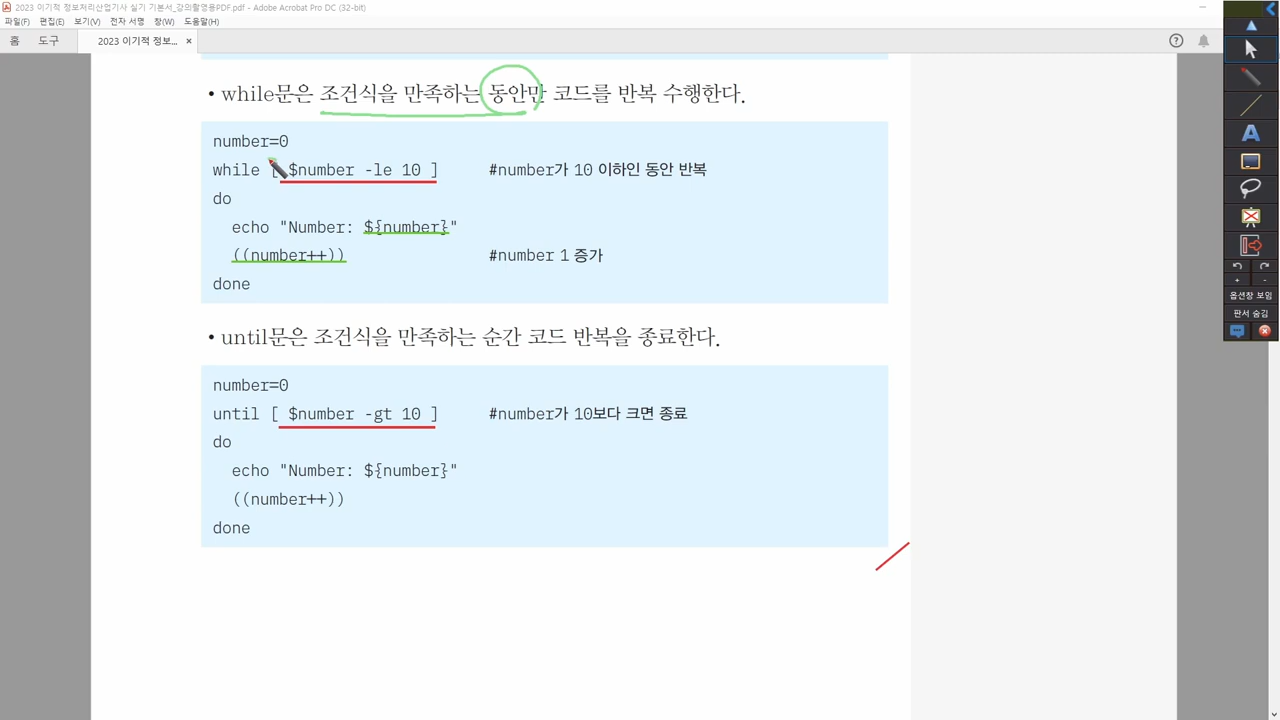 2023 이기적 정보처리산업기사 실기 기본서_강의촬영용PDF.pdf - Adobe Acrobat Pro DC (32-bit)
파일(F) 편집(E) 보기(V) 전자 서명 창(W) 도움말(H)
홈 도구 2023 이기적 정보... ×
• while문은 조건식을 만족하는 동안만 코드를 반복 수행한다.
number=0
while [ $number -le 10 ] #number가 10 이하인 동안 반복
do
echo "Number: ${number}"
((number++)) #number 1 증가
done
• until문은 조건식을 만족하는 순간 코드 반복을 종료한다.
number=0
until [ $number -gt 10 ] #number가 10보다 크면 종료
do
echo "Number: ${number}"
((number++))
done
A
+ -
옵션창 보임
판서 숨김